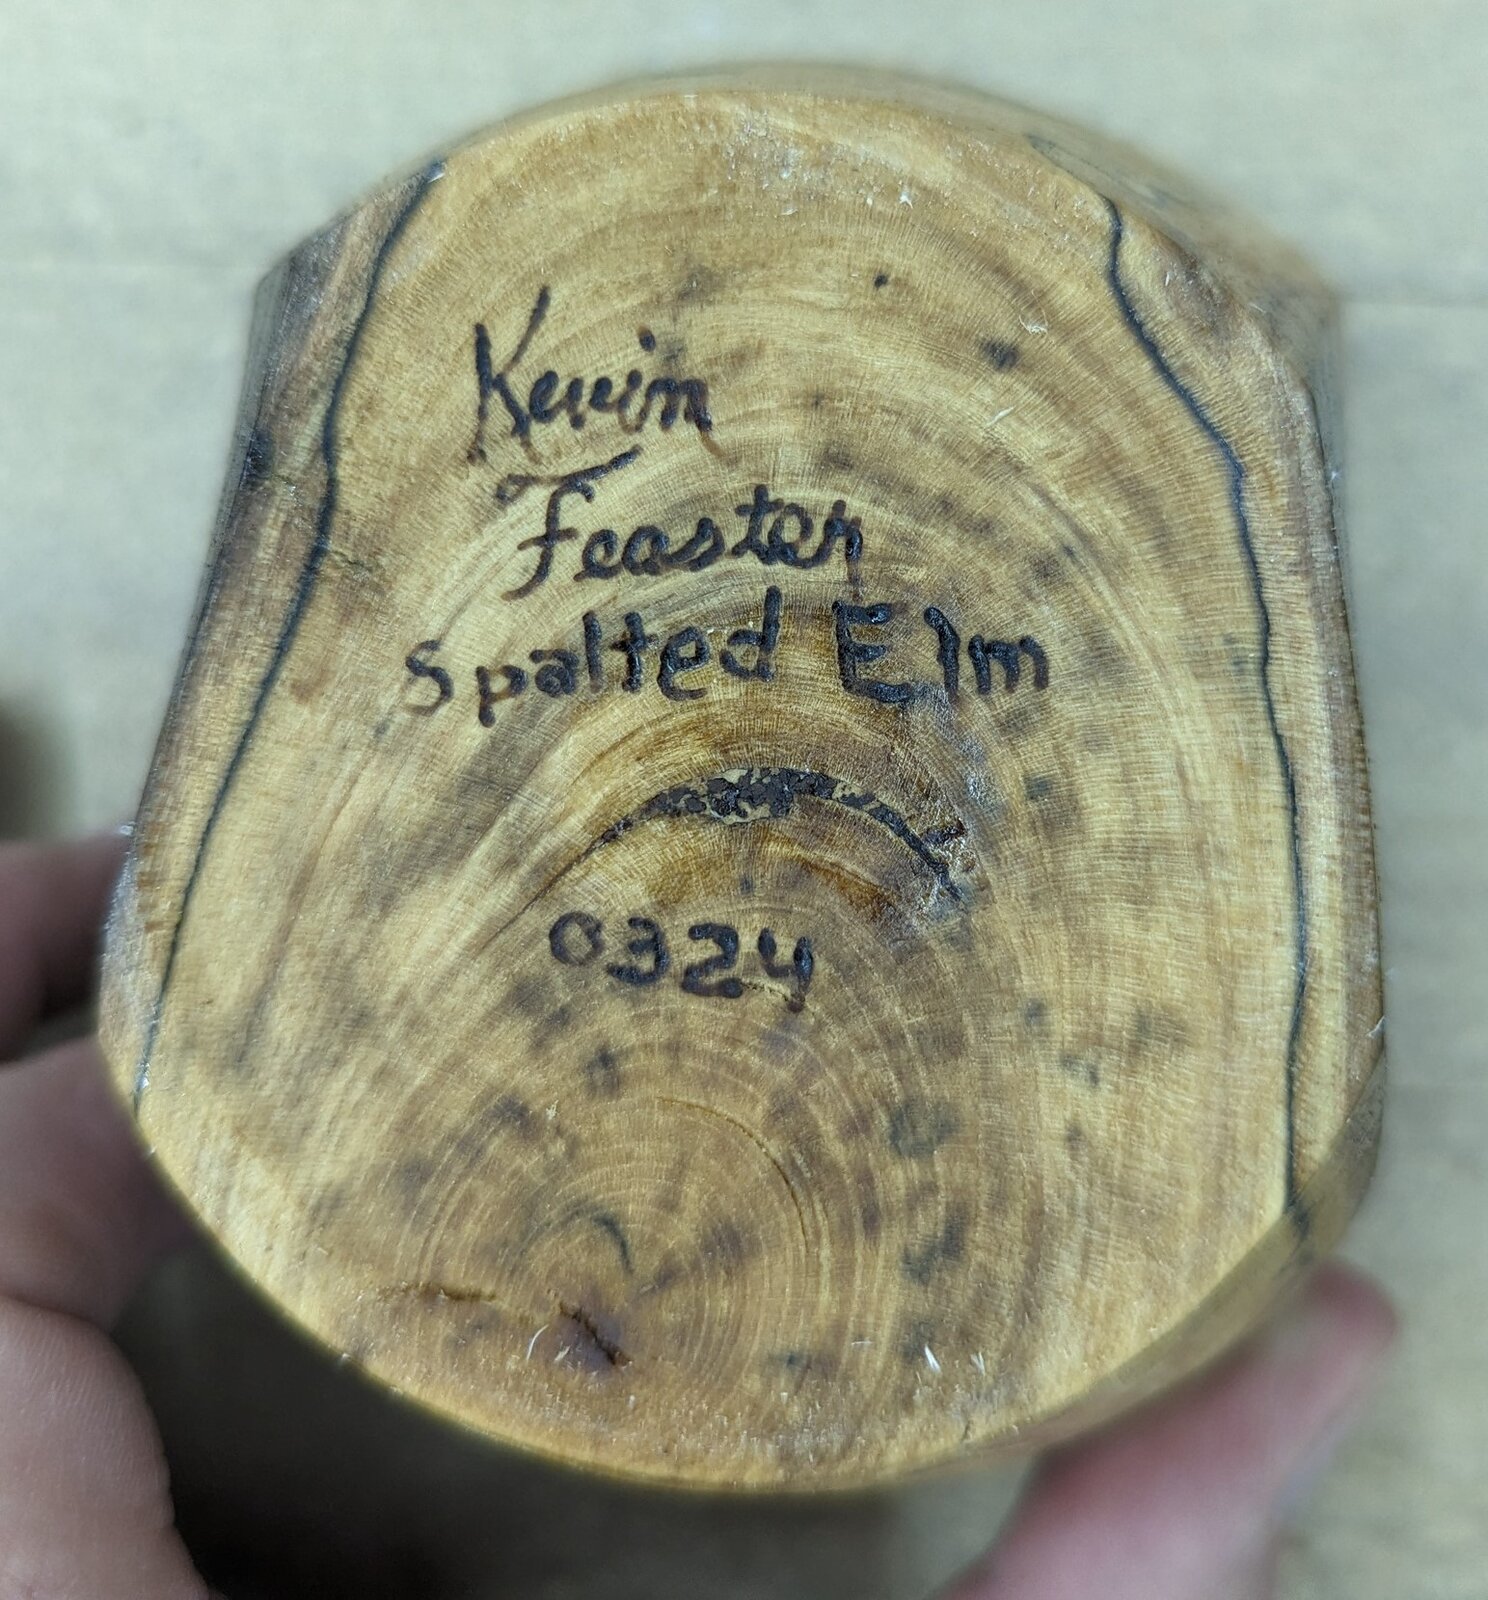 Kevin
Feaster
Spalted Elm
0324